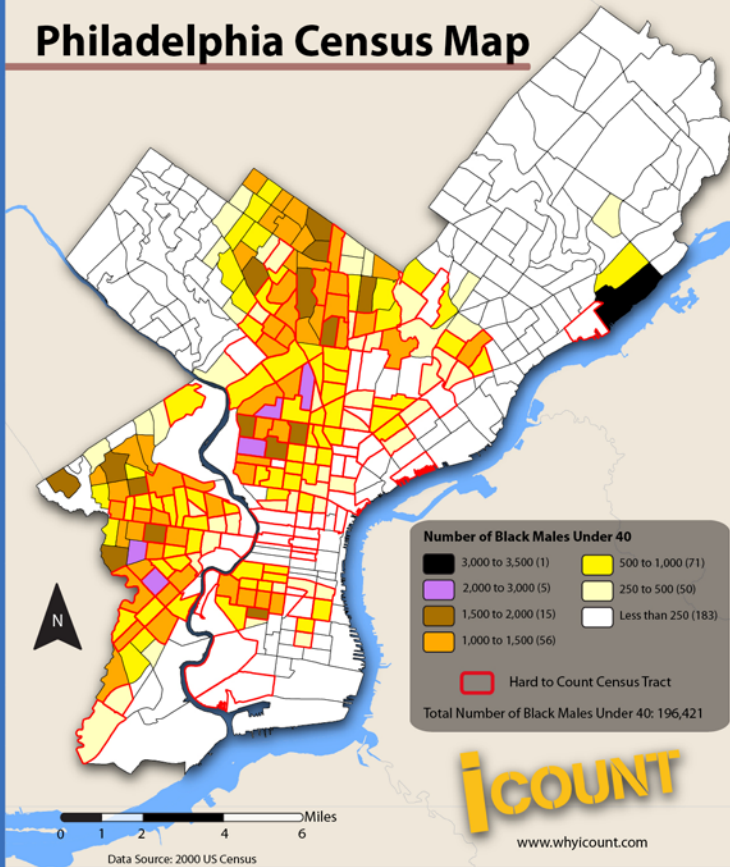 Philadelphia Census Map
Number of Black Males Under 40
3,000 to 3,500 (1)
2,000 to 3,000 (5)
1,500 to 2,000 (15)
1,000 to 1,500 (56)
500 to 1,000 (71)
250 to 500 (50)
Less than 250 (183)
Hard to Count Census Tract
Total Number of Black Males Under 40: 196,421
N
iCOUNT
www.whyicount.com
Miles
0 1 2 4 6
Data Source: 2000 US Census